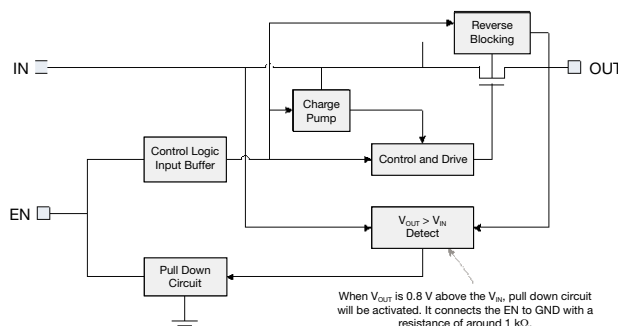 Reverse
Blocking
IN
OUT
Charge
Pump
Control Logic
Input Buffer
Control and Drive
EN
VOUT > VIN
Detect
Pull Down
Circuit
When VOUT is 0.8 V above the VIN, pull down circuit
will be activated. It connects the EN to GND with a
resistance of around 1 kΩ.